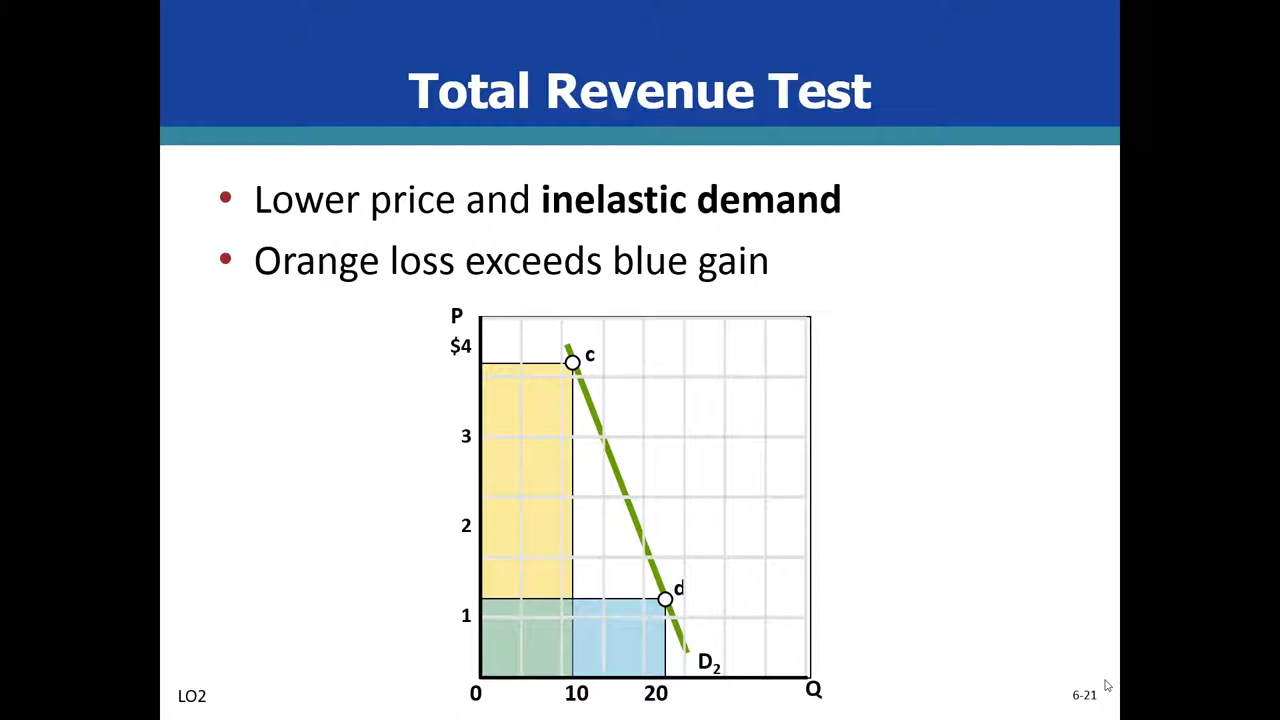 Total Revenue Test
• Lower price and inelastic demand
• Orange loss exceeds blue gain
P
$4
c
3
2
d
1
D₂
0 10 20 Q
LO2
6-21